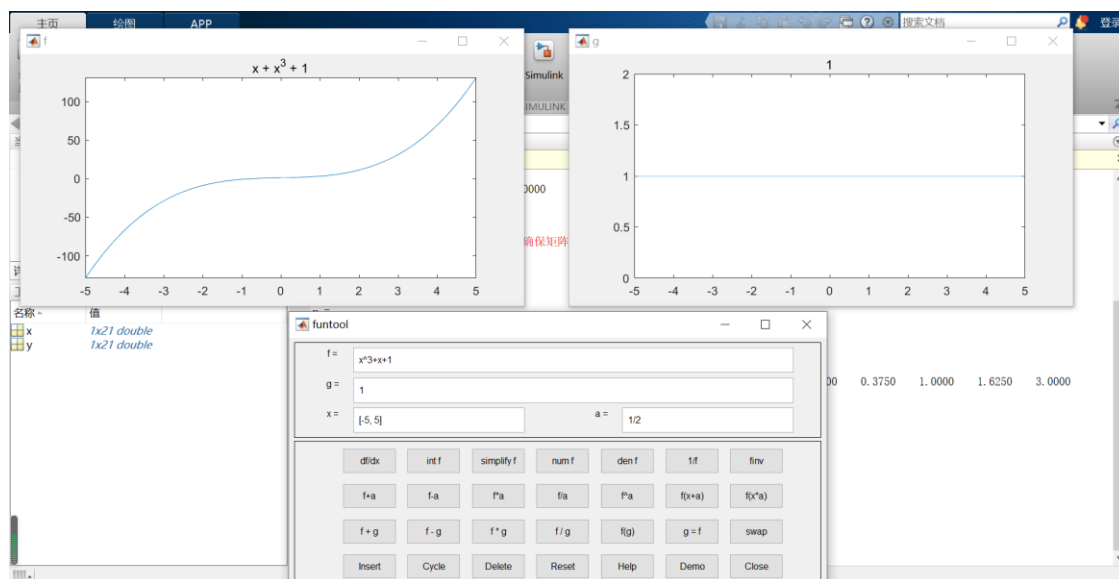 主页 绘图 APP
搜索文档
登录
f
x + x³ + 1
100
50
0
-50
-100
-5 -4 -3 -2 -1 0 1 2 3 4 5
Simulink
g
1
2
1.5
1
0.5
0
-5 -4 -3 -2 -1 0 1 2 3 4 5
0000
确保矩阵
名称 值
x 1x21 double
y 1x21 double
00 0.3750 1.0000 1.6250 3.0000
funtool
f = x^3+x+1
g = 1
x = [-5, 5] a = 1/2
df/dx int f simplify f num f den f 1/f finv
f+a f-a f*a f/a f^a f(x+a) f(x*a)
f + g f - g f * g f / g f(g) g = f swap
Insert Cycle Delete Reset Help Demo Close